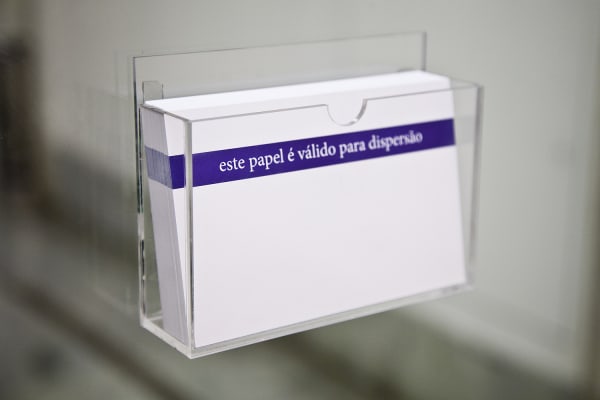 este papel é válido para dispersão